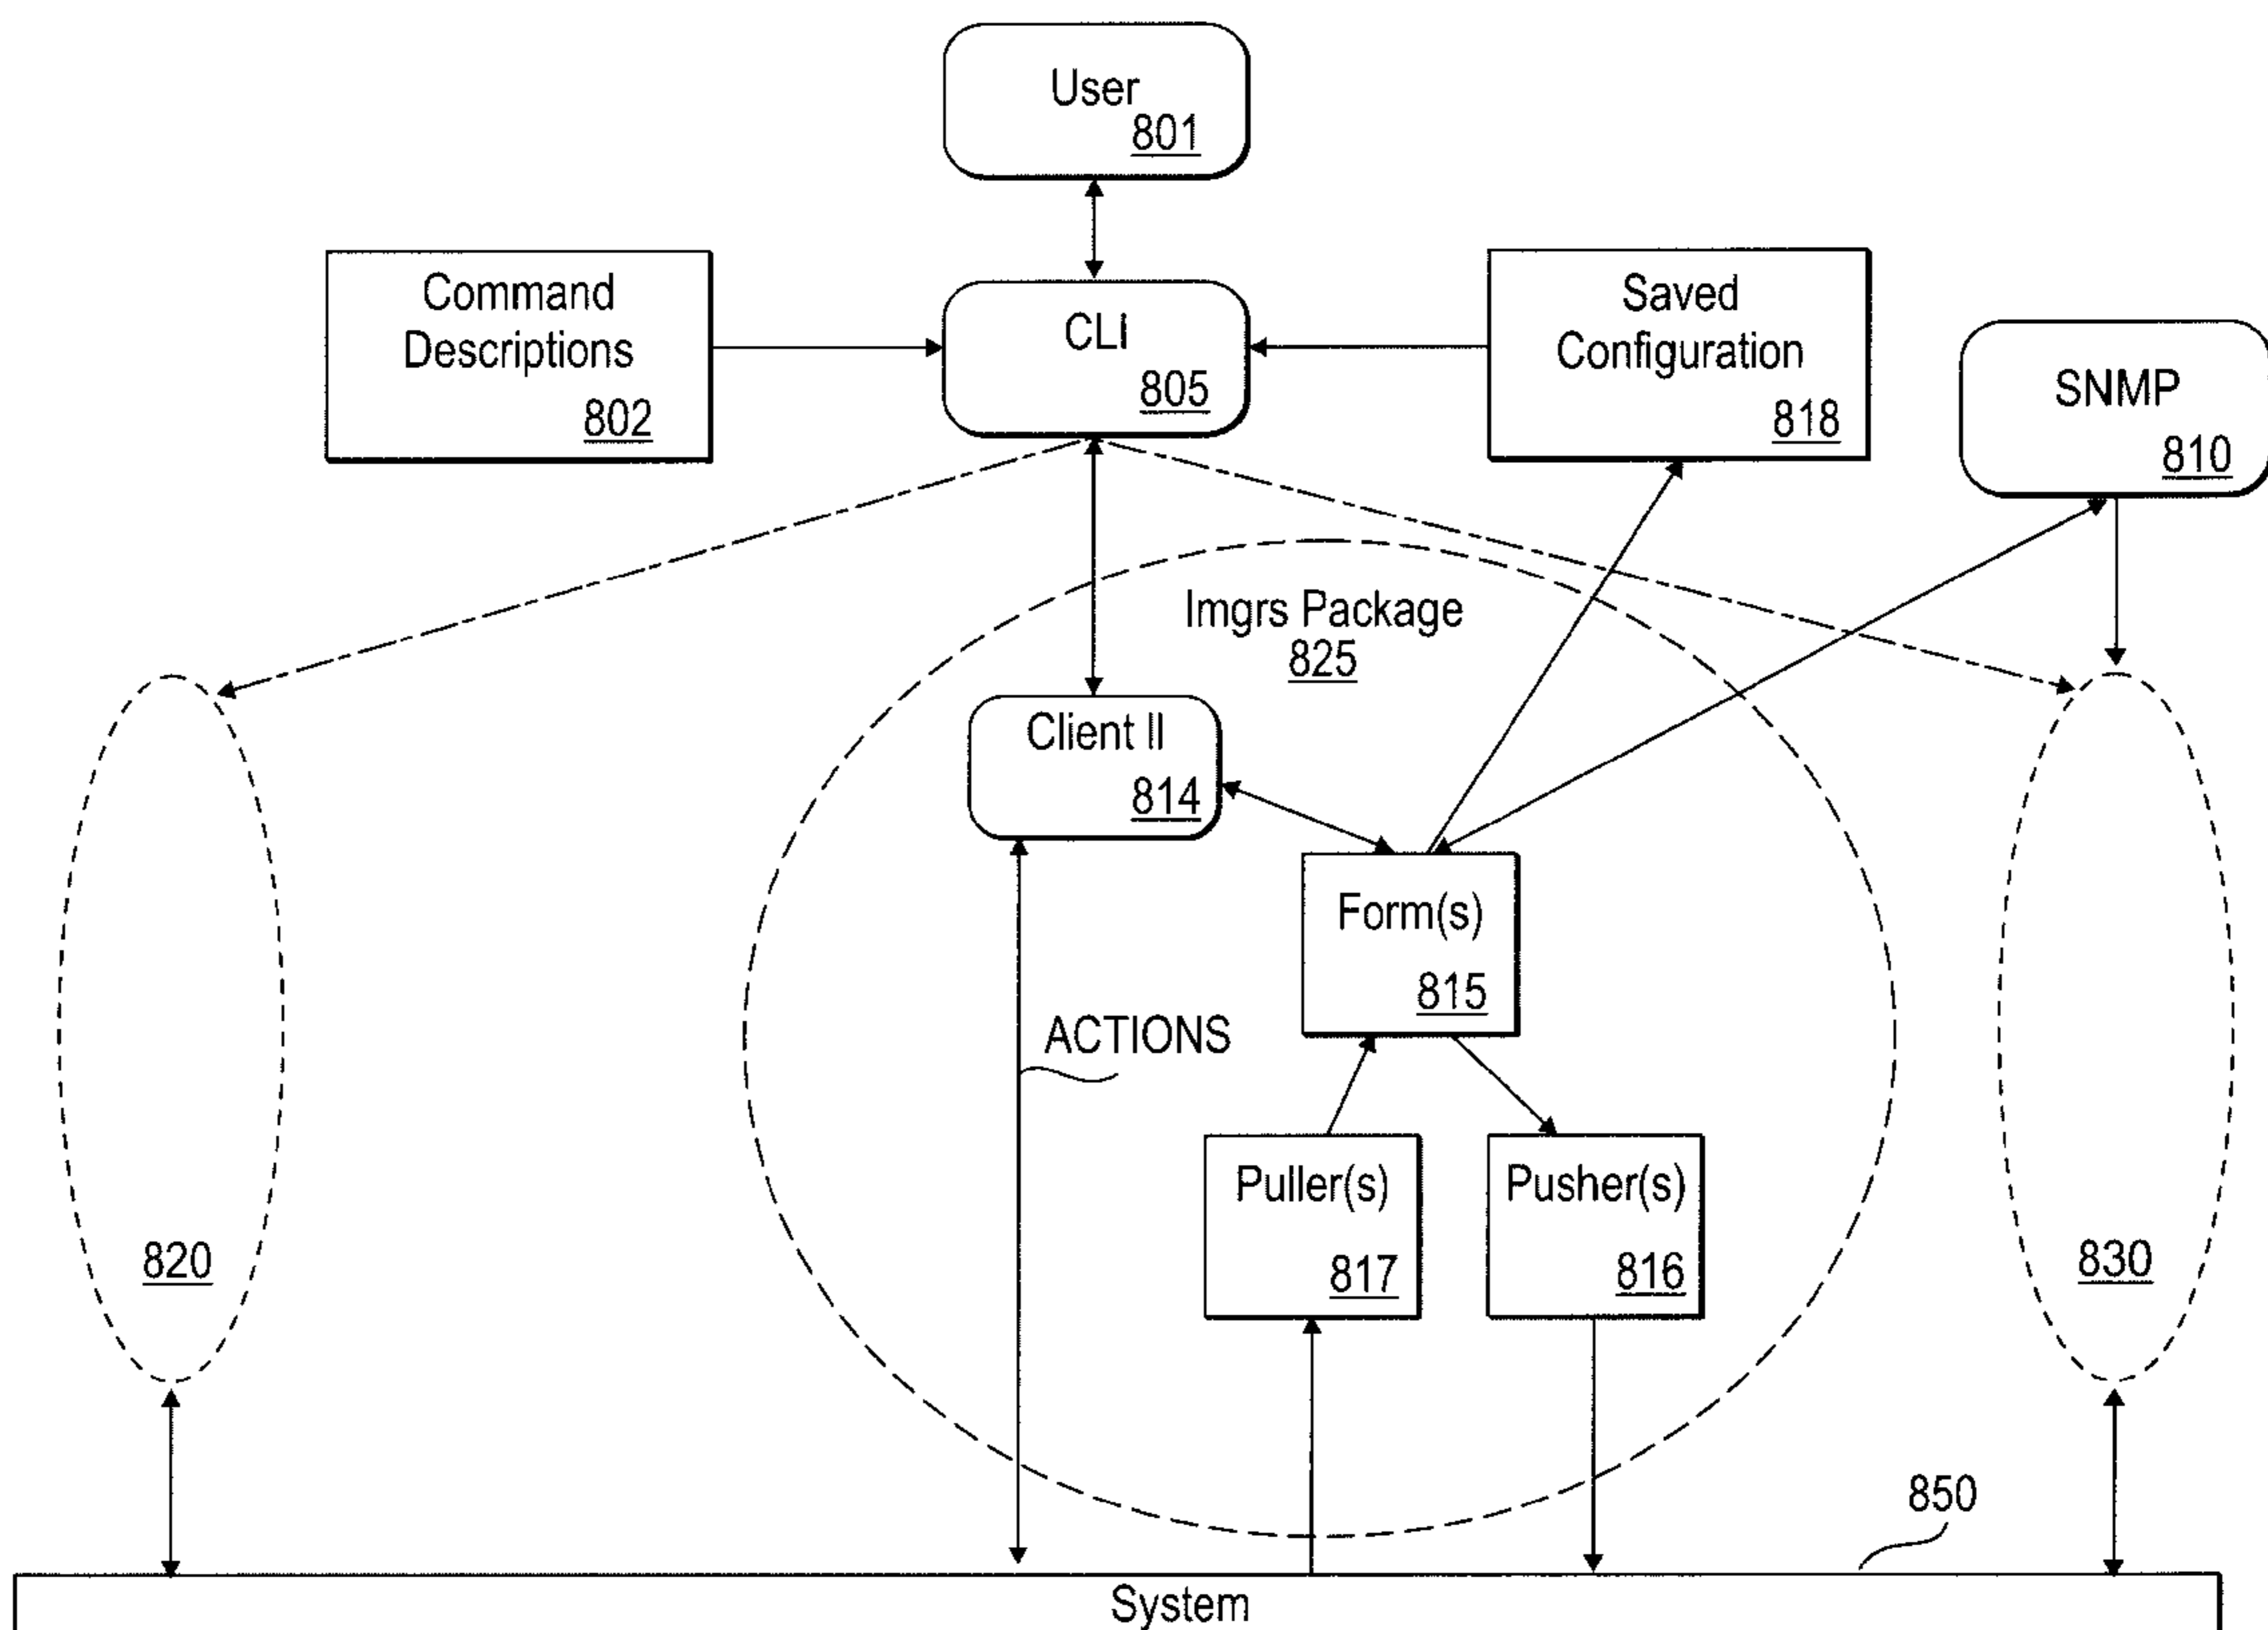 User
801
Command
Descriptions
802
CLI
805
Saved
Configuration
818
SNMP
810
Imgrs Package
825
Client II
814
Form(s)
815
ACTIONS
Puller(s)
817
Pusher(s)
816
820
830
850
System